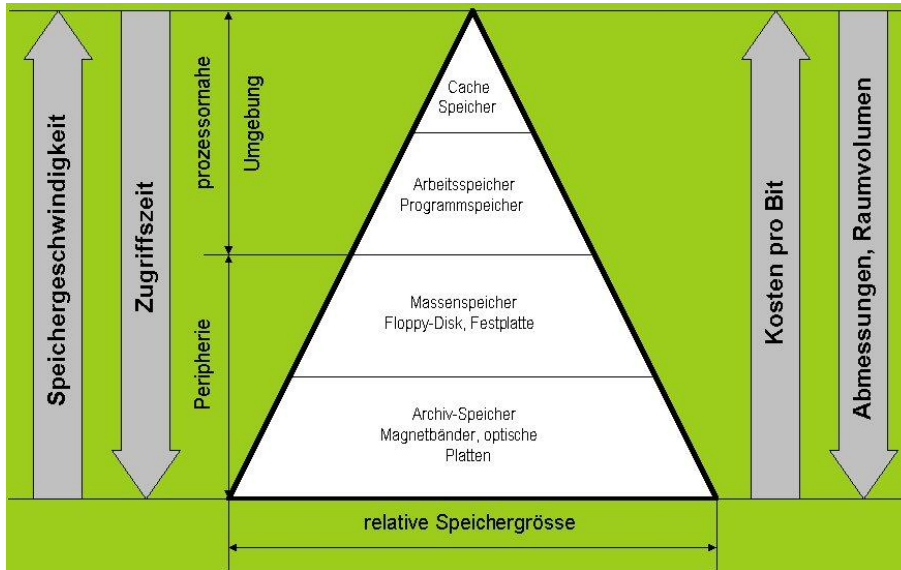 Speichergeschwindigkeit
Zugriffszeit
prozessornahe
Umgebung
Peripherie
Cache
Speicher
Arbeitsspeicher
Programmspeicher
Massenspeicher
Floppy-Disk, Festplatte
Archiv-Speicher
Magnetbänder, optische
Platten
Kosten pro Bit
Abmessungen, Raumvolumen
relative Speichergrösse